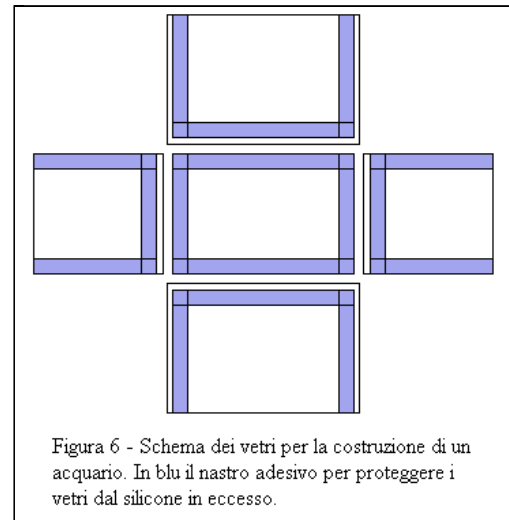 Figura 6 - Schema dei vetri per la costruzione di un
acquario. In blu il nastro adesivo per proteggere i
vetri dal silicone in eccesso.